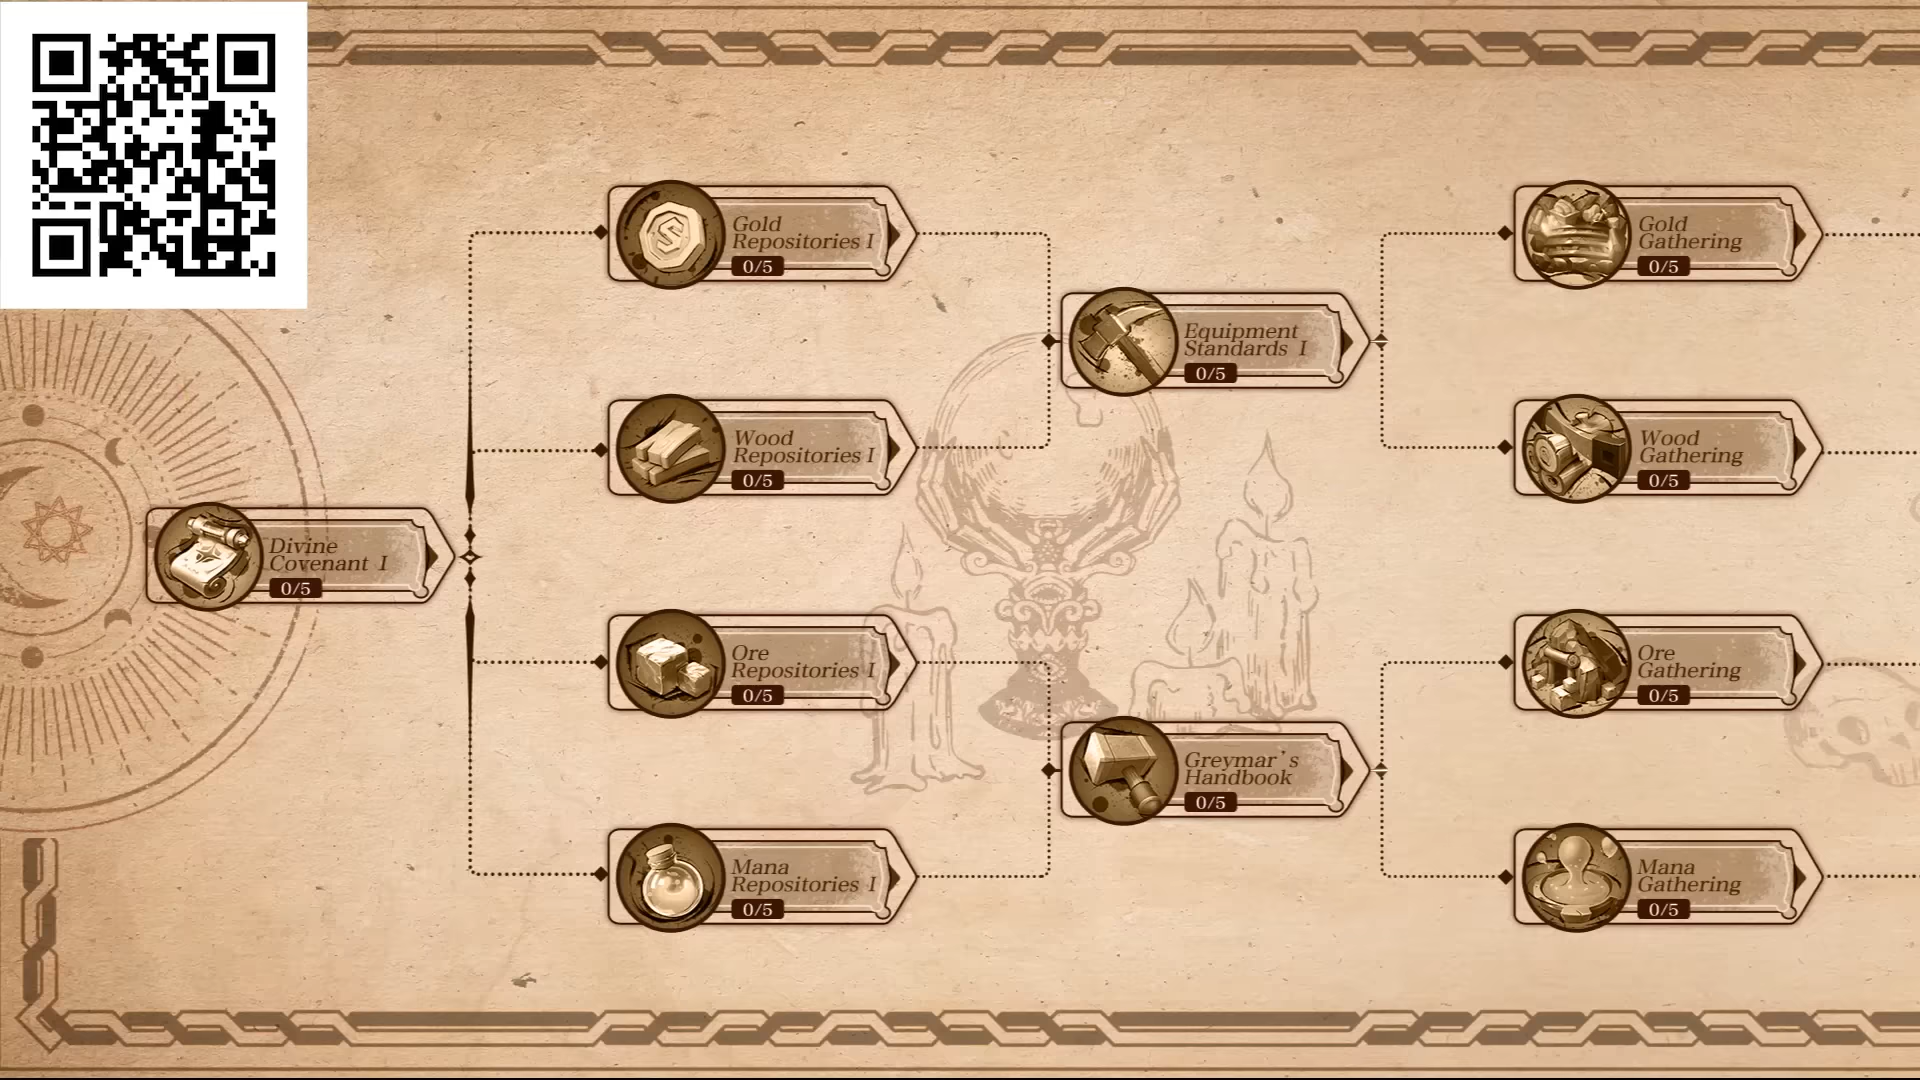 Divine
Covenant I
0/5
Gold
Repositories I
0/5
Wood
Repositories I
0/5
Ore
Repositories I
0/5
Mana
Repositories I
0/5
Equipment
Standards I
0/5
Greymar's
Handbook
0/5
Gold
Gathering
0/5
Wood
Gathering
0/5
Ore
Gathering
0/5
Mana
Gathering
0/5